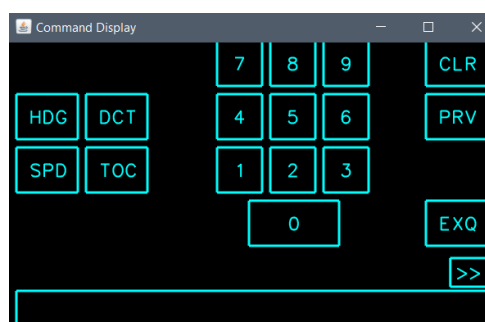 Command Display
7 8 9 CLR
HDG DCT 4 5 6 PRV
SPD TOC 1 2 3
0 EXQ
>>